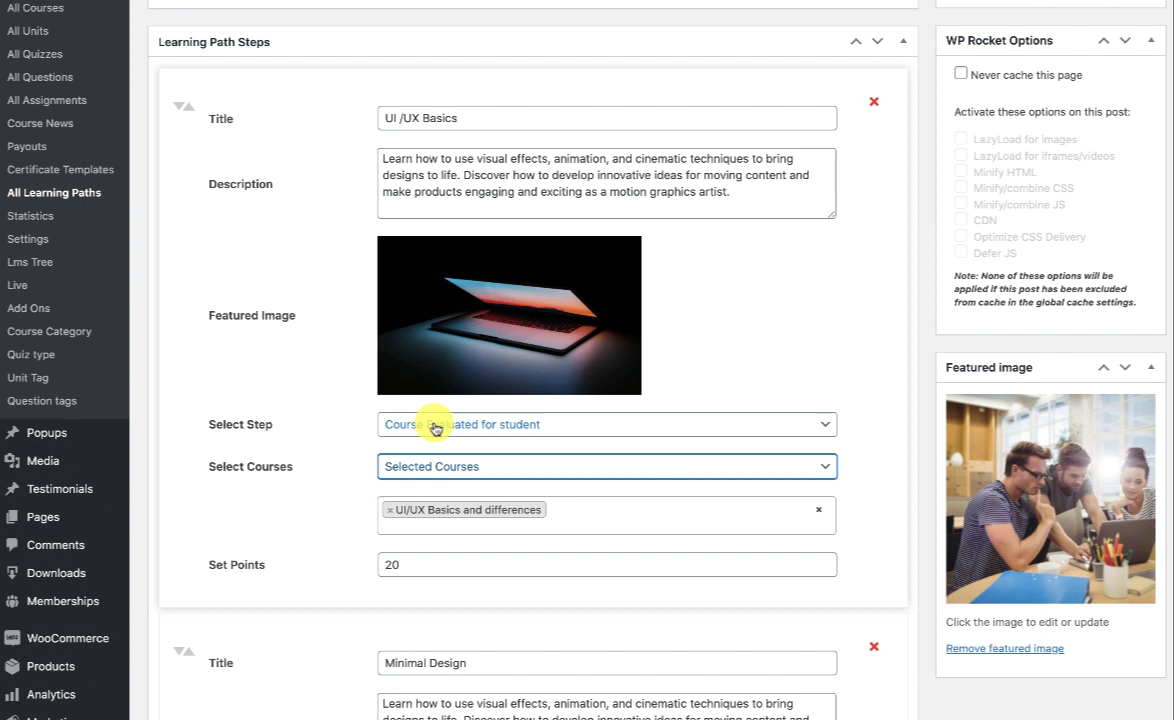 All Courses
All Units
All Quizzes
All Questions
All Assignments
Course News
Payouts
Certificate Templates
All Learning Paths
Statistics
Settings
Lms Tree
Live
Add Ons
Course Category
Quiz type
Unit Tag
Question tags
Popups
Media
Testimonials
Pages
Comments
Downloads
Memberships
WooCommerce
Products
Analytics
Learning Path Steps
Title
UI /UX Basics
Description
Learn how to use visual effects, animation, and cinematic techniques to bring
designs to life. Discover how to develop innovative ideas for moving content and
make products engaging and exciting as a motion graphics artist.
Featured Image
Select Step
Course Evaluated for student
Select Courses
Selected Courses
× UI/UX Basics and differences
×
Set Points
20
Title
Minimal Design
Learn how to use visual effects, animation, and cinematic techniques to bring
designs to life. Discover how to develop innovative ideas for moving content and
WP Rocket Options
Never cache this page
Activate these options on this post:
LazyLoad for images
LazyLoad for iframes/videos
Minify HTML
Minify/combine CSS
Minify/combine JS
CDN
Optimize CSS Delivery
Defer JS
Note: None of these options will be
applied if this post has been excluded
from cache in the global cache settings.
Featured image
Click the image to edit or update
Remove featured image